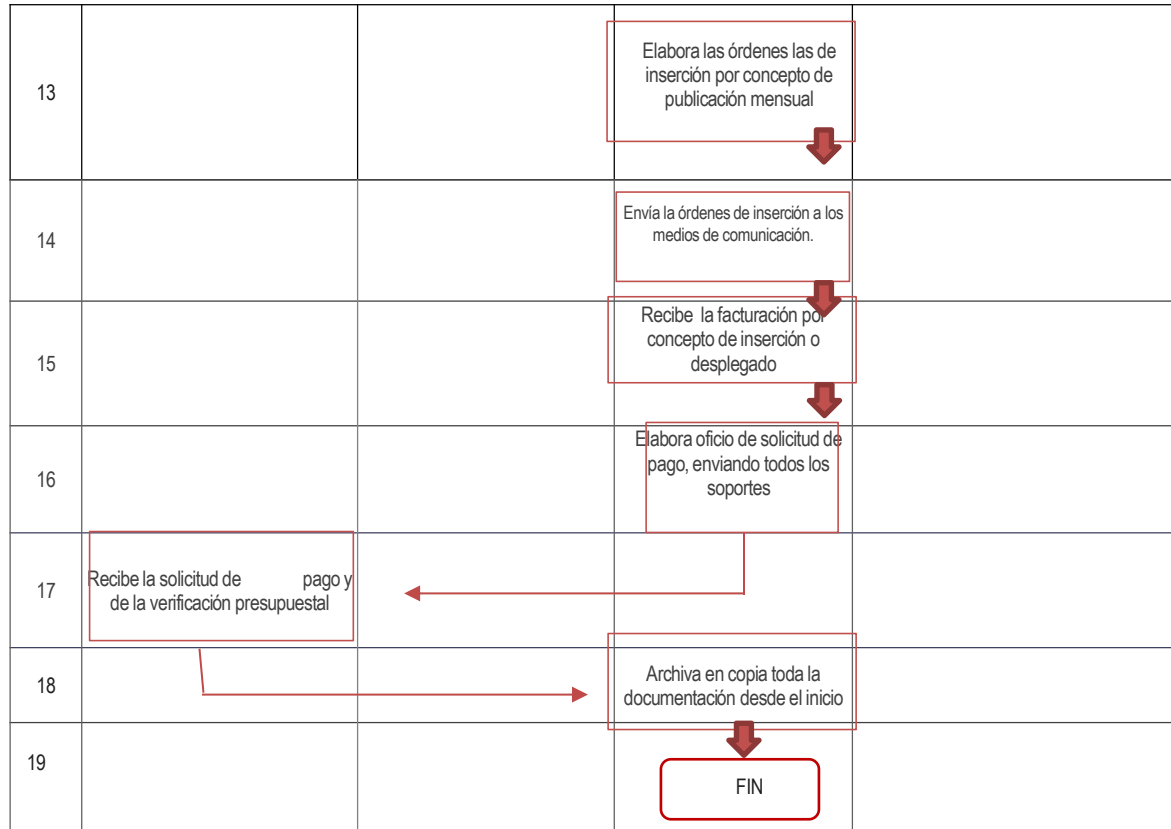 Elabora las órdenes las de
inserción por concepto de
publicación mensual
13
Envía la órdenes de inserción a los
medios de comunicación.
14
Recibe la facturación por
concepto de inserción o
desplegado
15
Elabora oficio de solicitud de
pago, enviando todos los
soportes
16
Recibe la solicitud de pago y
de la verificación presupuestal
17
Archiva en copia toda la
documentación desde el inicio
18
19
FIN